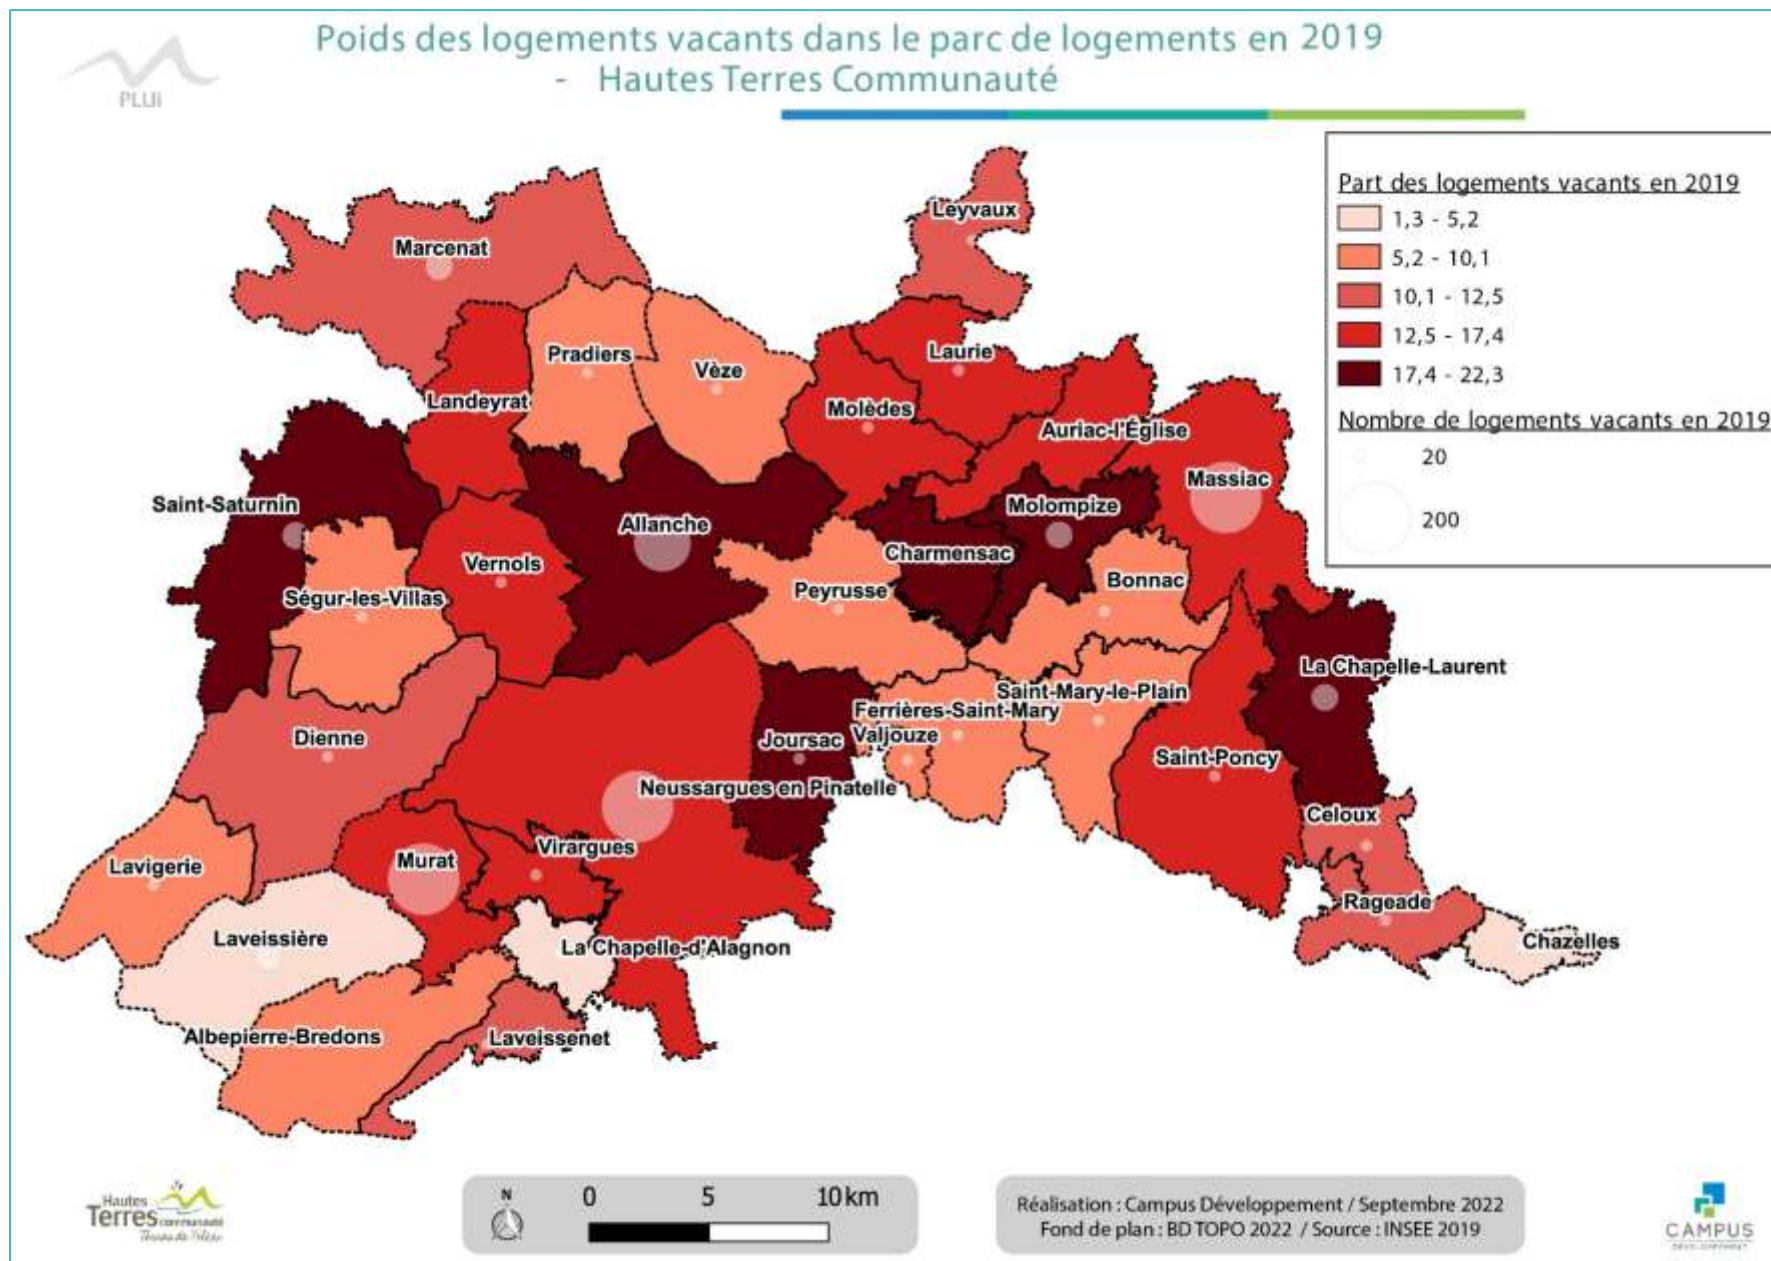 Poids des logements vacants dans le parc de logements en 2019
- Hautes Terres Communauté
PLUi
Part des logements vacants en 2019
1,3 - 5,2
5,2 - 10,1
10,1 - 12,5
12,5 - 17,4
17,4 - 22,3
Nombre de logements vacants en 2019
20
200
Leyvaux
Marcenat
Pradiers
Vèze
Laurie
Landeyrat
Molèdes
Auriac-l'Église
Massiac
Saint-Saturnin
Allanche
Molompize
Charmensac
Vernols
Bonnac
Ségur-les-Villas
Peyrusse
La Chapelle-Laurent
Saint-Mary-le-Plain
Ferrières-Saint-Mary
Dienne
Joursac
Valjouze
Saint-Poncy
Neussargues en Pinatelle
Celoux
Virargues
Murat
Lavigerie
Rageade
Laveissière
La Chapelle-d'Alagnon
Chazelles
Albepierre-Bredons
Laveissenet
Hautes
Terres communauté
N
0 5 10 km
Réalisation : Campus Développement / Septembre 2022
Fond de plan : BD TOPO 2022 / Source : INSEE 2019
CAMPUS
DÉVELOPPEMENT